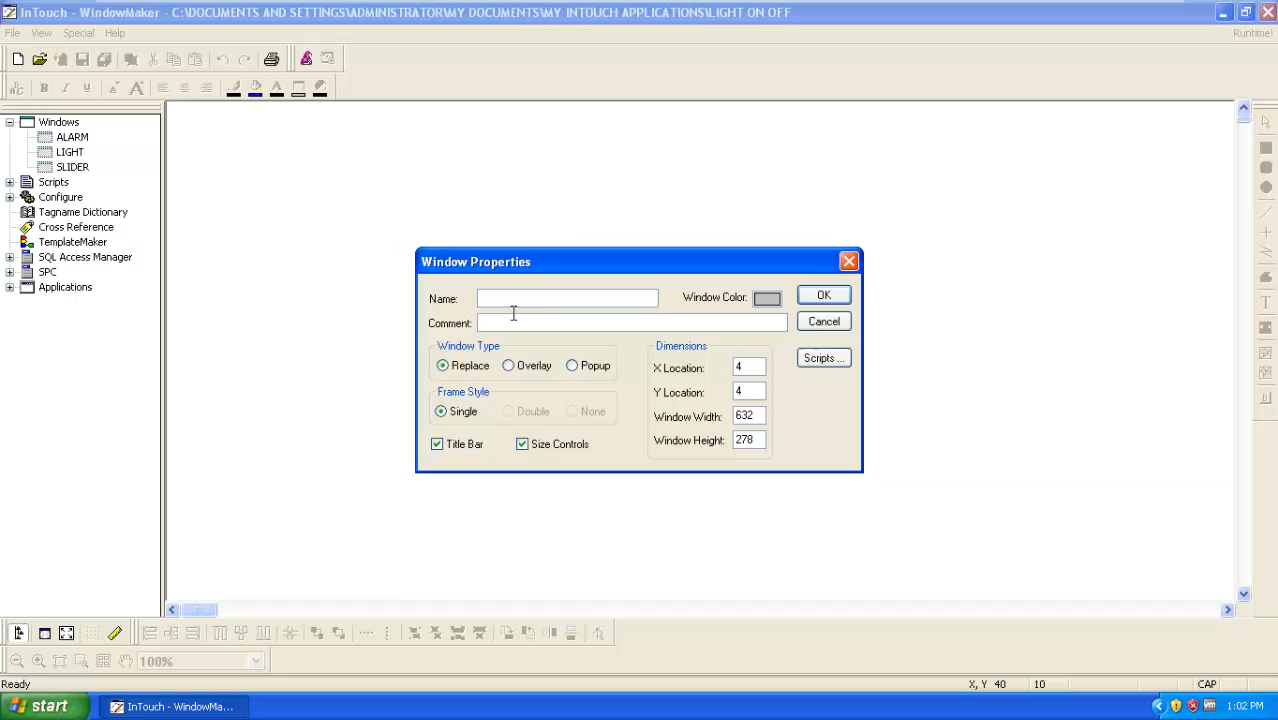 InTouch - WindowMaker - C:\DOCUMENTS AND SETTINGS\ADMINISTRATOR\MY DOCUMENTS\MY INTOUCH APPLICATIONS\LIGHT ON OFF
File View Special Help Runtime!
ABC B I U A A A
Windows
ALARM
LIGHT
SLIDER
Scripts
Configure
Tagname Dictionary
Cross Reference
TemplateMaker
SQL Access Manager
SPC
Applications
Window Properties
Name: Window Color: OK
Comment: Cancel
Window Type Dimensions
Replace Overlay Popup X Location: 4 Scripts ...
Frame Style Y Location: 4
Single Double None Window Width: 632
Title Bar Size Controls Window Height: 278
100%
Ready X, Y 40 10 CAP
start InTouch - WindowMa... 1:02 PM